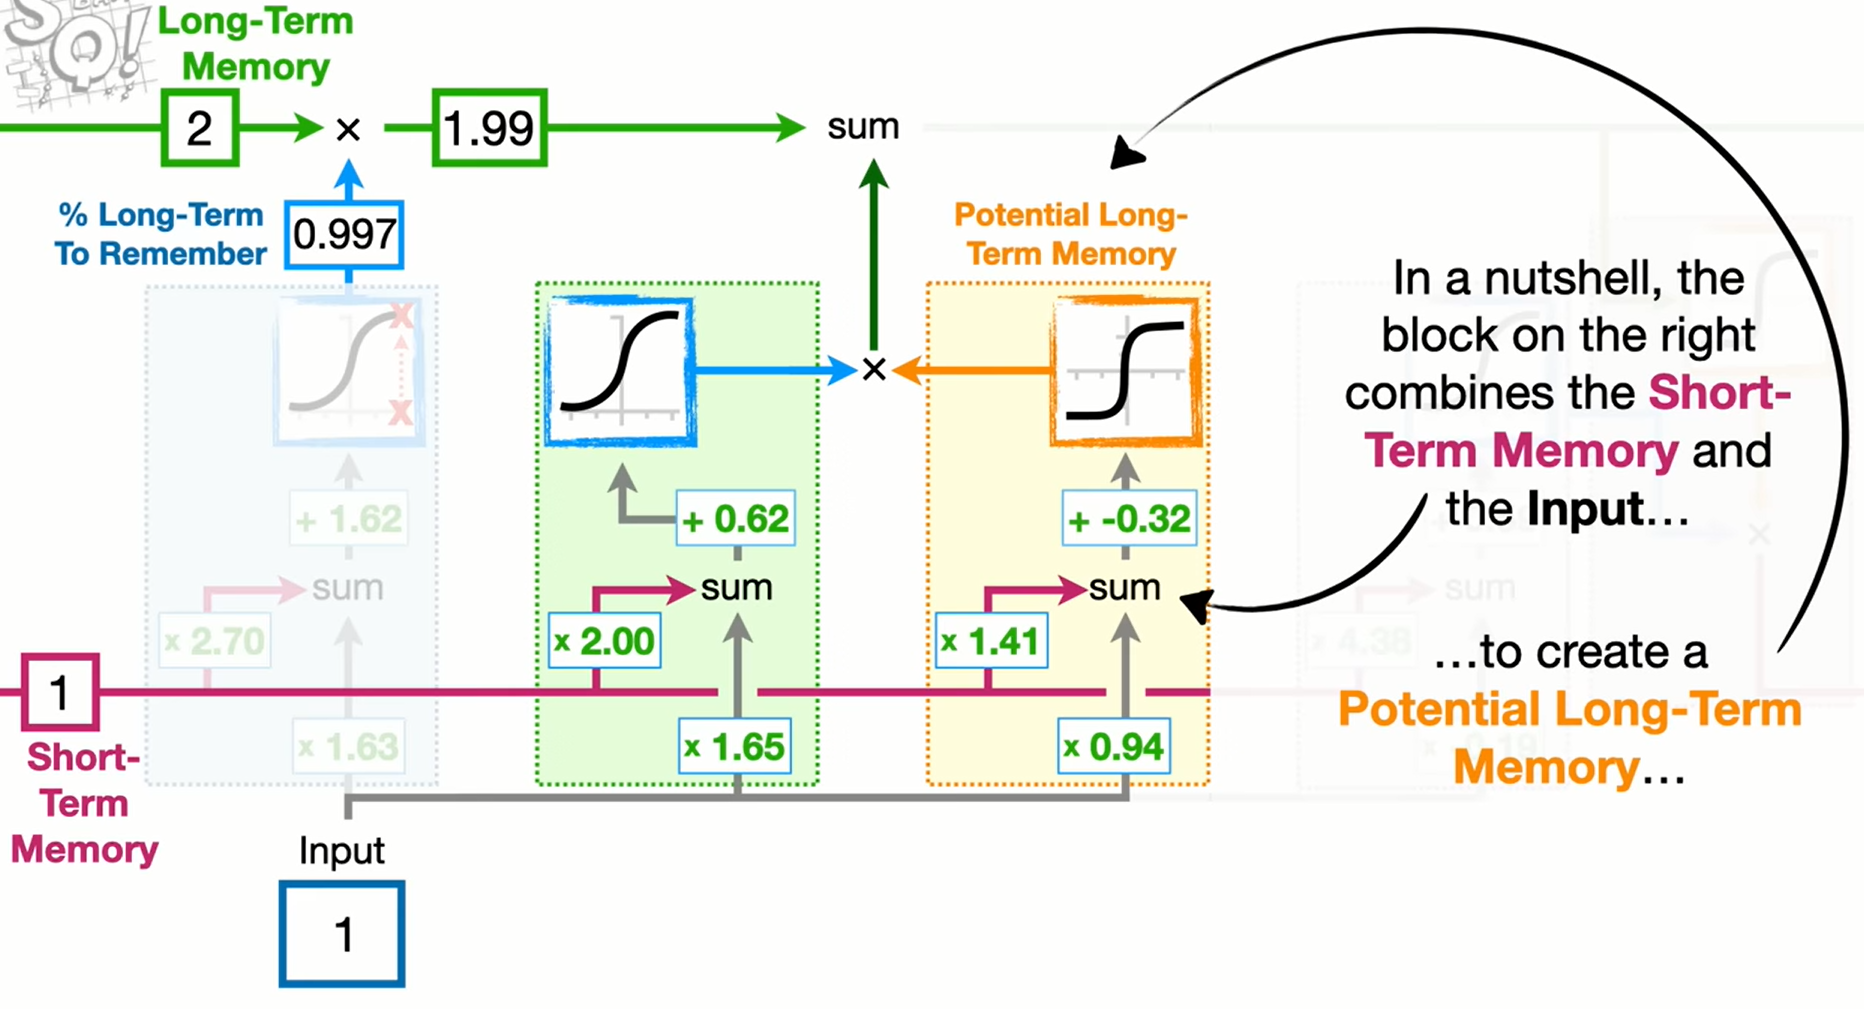 Long-Term
Memory
2
×
1.99
sum
% Long-Term
To Remember
0.997
Potential Long-
Term Memory
×
In a nutshell, the
block on the right
combines the Short-
Term Memory and
the Input...
...to create a
Potential Long-Term
Memory...
X
X
+ 1.62
+ 0.62
+ -0.32
sum
sum
sum
sum
x 2.70
x 2.00
x 1.41
x 4.38
×
1
Short-
Term
Memory
x 1.63
x 1.65
x 0.94
Input
1